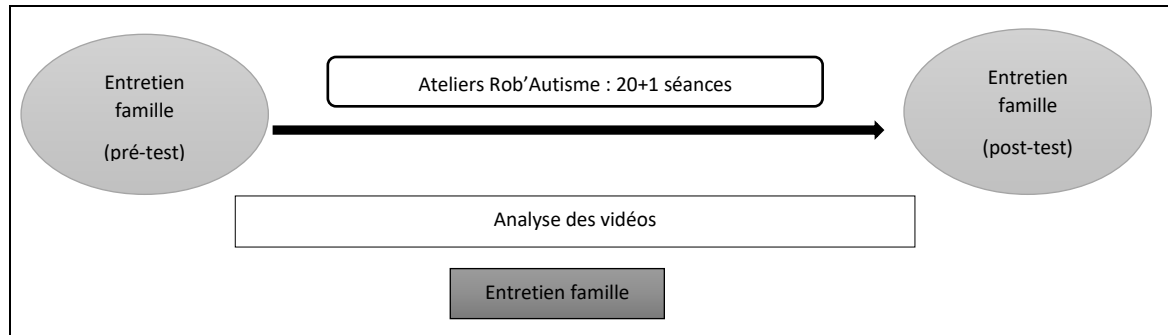 Entretien
famille
(pré-test)
Ateliers Rob’Autisme : 20+1 séances
Entretien
famille
(post-test)
Analyse des vidéos
Entretien famille